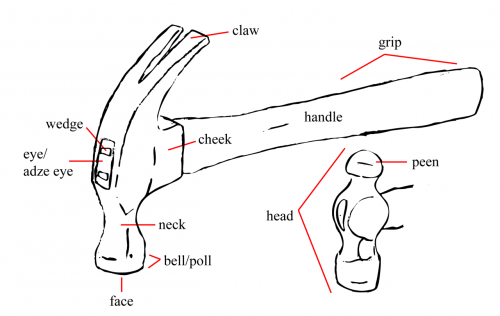 claw
grip
wedge
handle
cheek
eye/
adze eye
peen
head
neck
bell/poll
face